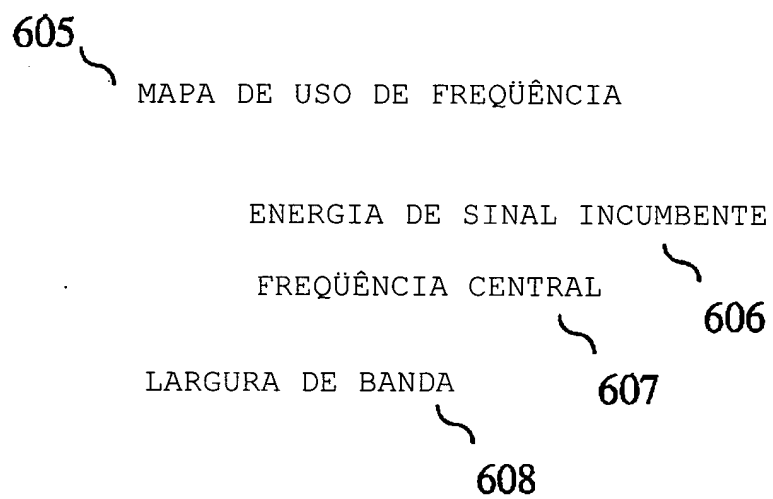 605
MAPA DE USO DE FREQÜÊNCIA
ENERGIA DE SINAL INCUMBENTE
606
FREQÜÊNCIA CENTRAL
607
LARGURA DE BANDA
608